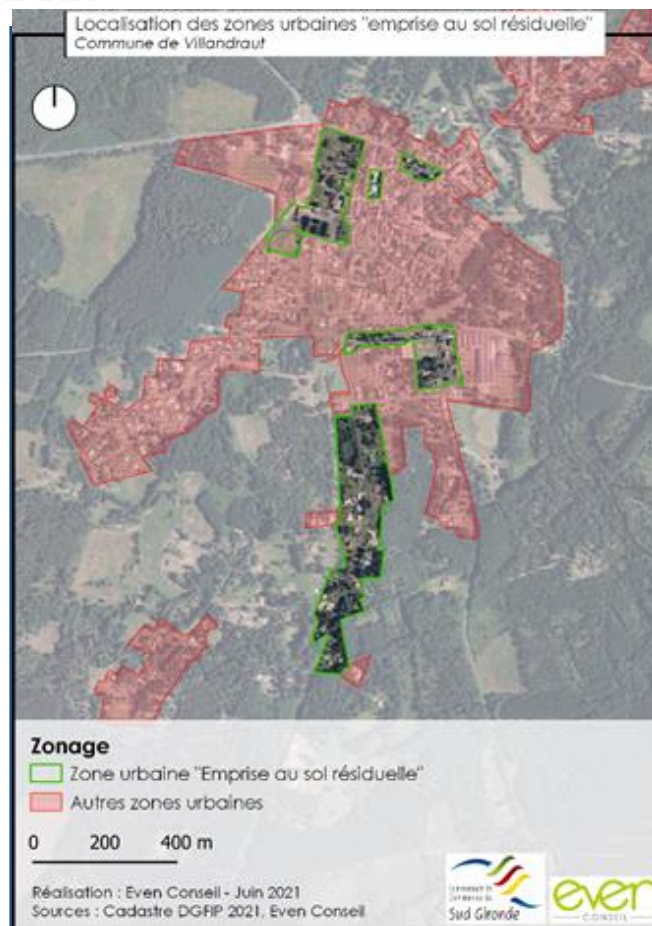 Localisation des zones urbaines "emprise au sol résiduelle"
Commune de Villandraut
Zonage
Zone urbaine "Emprise au sol résiduelle"
Autres zones urbaines
0 200 400 m
Réalisation : Even Conseil - Juin 2021
Sources : Cadastre DGFIP 2021, Even Conseil
Sud Gironde
even
CONSEIL